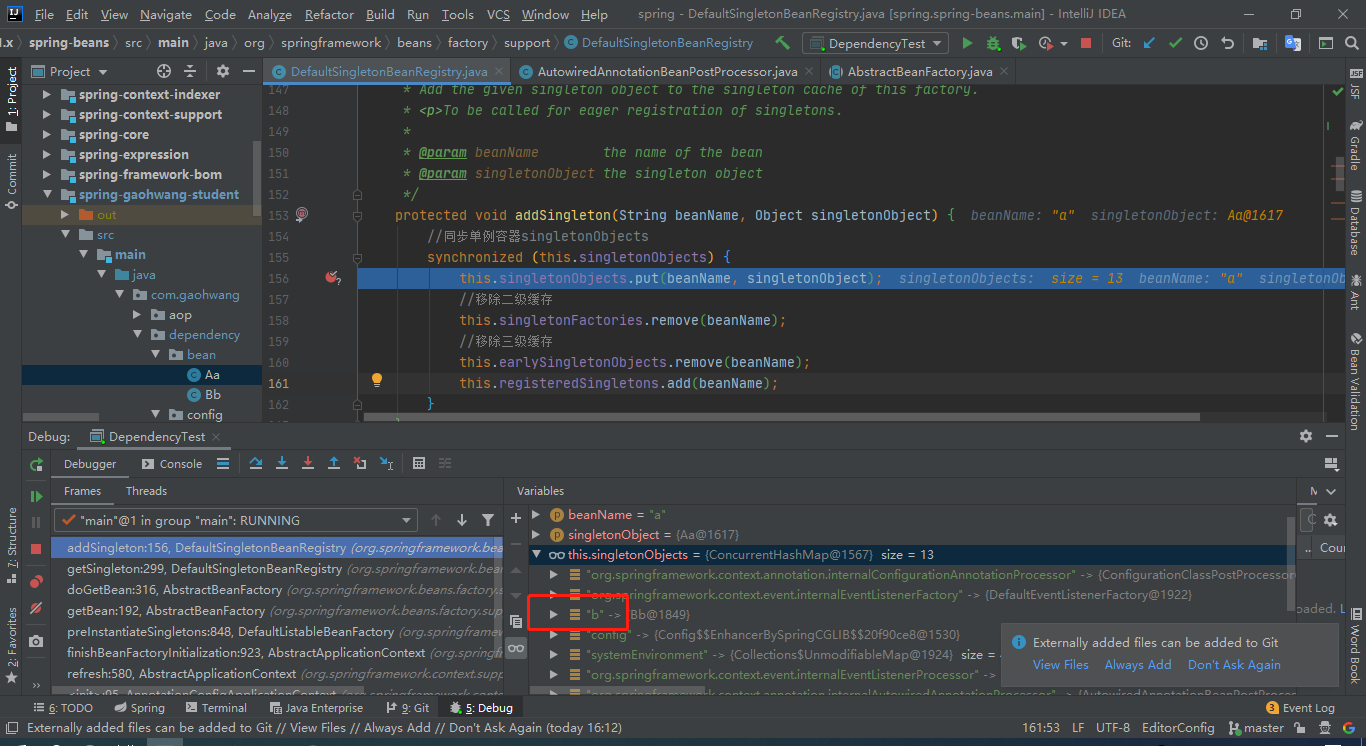 File Edit View Navigate Code Analyze Refactor Build Run Tools VCS Window Help spring - DefaultSingletonBeanRegistry.java [spring.spring-beans.main] - IntelliJ IDEA
l.x spring-beans src main java org springframework beans factory support DefaultSingletonBeanRegistry DependencyTest Git:
Project DefaultSingletonBeanRegistry.java AutowiredAnnotationBeanPostProcessor.java AbstractBeanFactory.java
1: Project
Commit
7: Structure
2: Favorites
spring-context-indexer
spring-context-support
spring-core
spring-expression
spring-framework-bom
spring-gaohwang-student
out
src
main
java
com.gaohwang
aop
dependency
bean
Aa
Bb
config
147 * Add the given singleton object to the singleton cache of this factory.
148 * <p>To be called for eager registration of singletons.
149 *
150 * @param beanName the name of the bean
151 * @param singletonObject the singleton object
152 */
153 protected void addSingleton(String beanName, Object singletonObject) { beanName: "a" singletonObject: Aa@1617
154 //同步单例容器singletonObjects
155 synchronized (this.singletonObjects) {
156 this.singletonObjects.put(beanName, singletonObject); singletonObjects: size = 13 beanName: "a" singletonOb
157 //移除二级缓存
158 this.singletonFactories.remove(beanName);
159 //移除三级缓存
160 this.earlySingletonObjects.remove(beanName);
161 this.registeredSingletons.add(beanName);
162 }
JSF
Gradle
Database
Ant
Bean Validation
Word Book
Debug: DependencyTest
Debugger Console
Frames Threads
"main"@1 in group "main": RUNNING
addSingleton:156, DefaultSingletonBeanRegistry (org.springframework.bea
getSingleton:299, DefaultSingletonBeanRegistry (org.springframework.bea
doGetBean:316, AbstractBeanFactory (org.springframework.beans.factory.s
getBean:192, AbstractBeanFactory (org.springframework.beans.factory.sup
preInstantiateSingletons:848, DefaultListableBeanFactory (org.springfram
finishBeanFactoryInitialization:923, AbstractApplicationContext (org.spring
refresh:580, AbstractApplicationContext (org.springframework.context.sup
<init>:95, AnnotationConfigApplicationContext (org.springframework.conte
Variables
beanName = "a"
singletonObject = {Aa@1617}
this.singletonObjects = {ConcurrentHashMap@1567} size = 13
"org.springframework.context.annotation.internalConfigurationAnnotationProcessor" -> {ConfigurationClassPostProcessor
"org.springframework.context.event.internalEventListenerFactory" -> {DefaultEventListenerFactory@1922}
"b" -> {Bb@1849}
"config" -> {Config$$EnhancerBySpringCGLIB$$20f90ce8@1530}
"systemEnvironment" -> {Collections$UnmodifiableMap@1924} size =
"org.springframework.context.event.internalEventListenerProcessor" ->
"org.springframework.context.annotation.internalAutowiredAnnotationProcessor" -> {AutowiredAnnotationBeanPostProce
M
Coun
oaded. L
Externally added files can be added to Git
View Files Always Add Don't Ask Again
6: TODO Spring Terminal Java Enterprise 9: Git 5: Debug 3 Event Log
Externally added files can be added to Git // View Files // Always Add // Don't Ask Again (today 16:12) 161:53 LF UTF-8 EditorConfig master